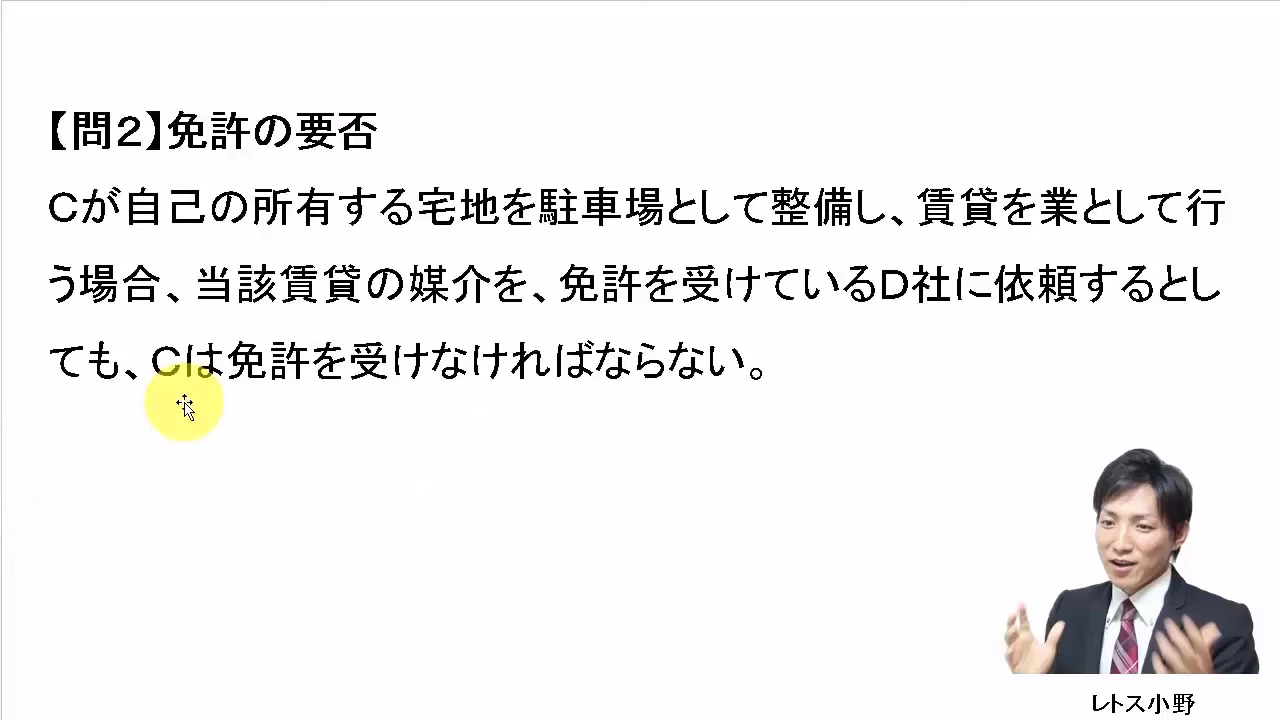 【問２】免許の要否
Ｃが自己の所有する宅地を駐車場として整備し、賃貸を業として行
う場合、当該賃貸の媒介を、免許を受けているＤ社に依頼するとし
ても、Ｃは免許を受けなければならない。
レトス小野